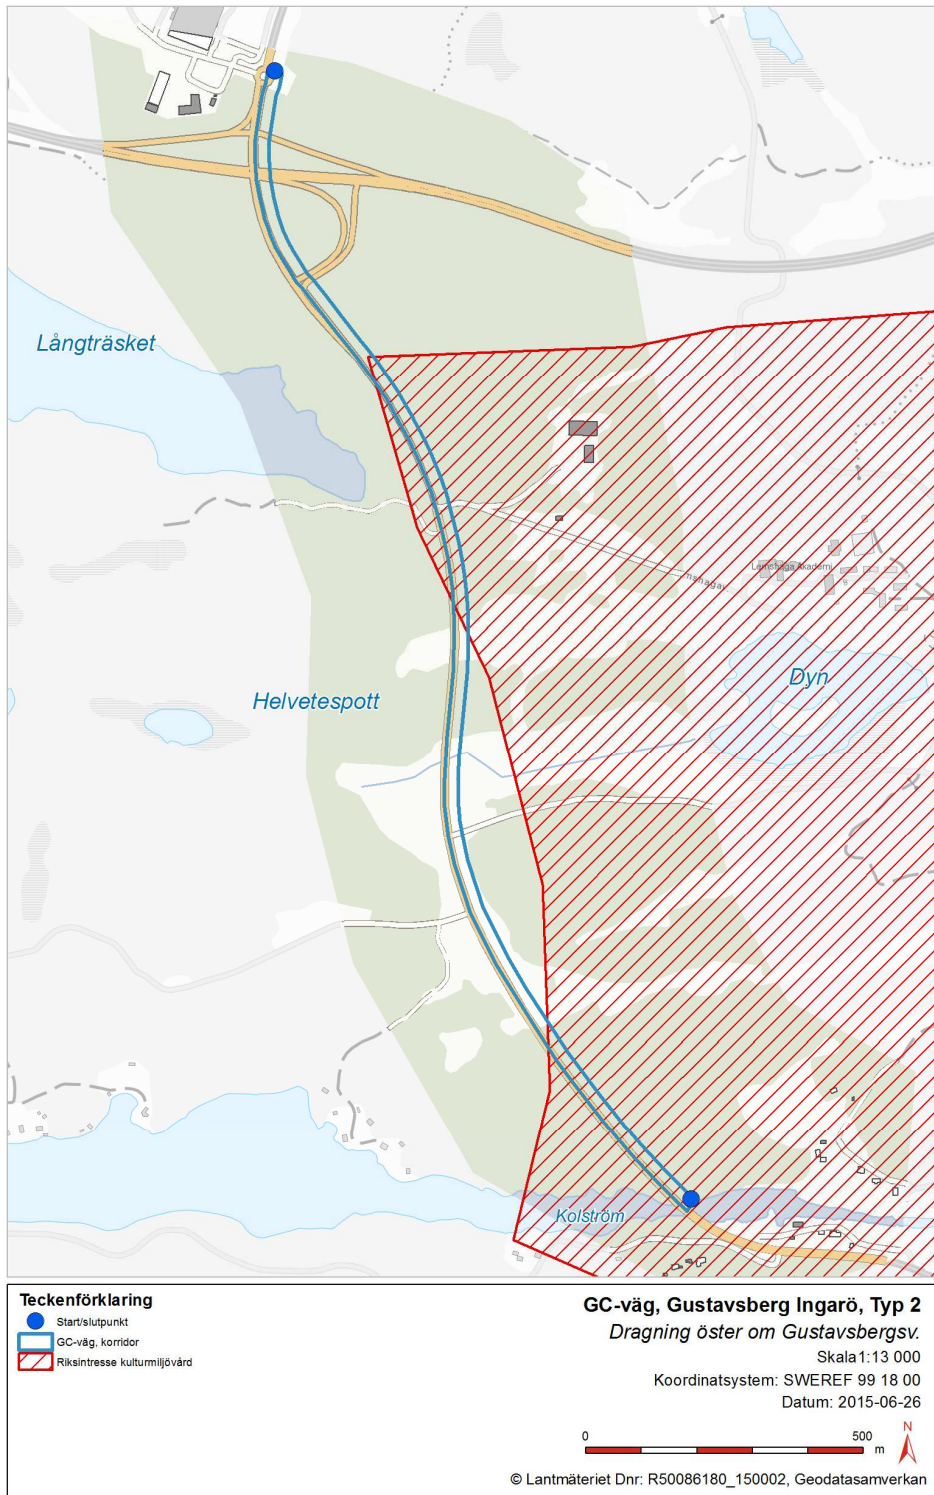 Långträsket
Lämshaga Akademi
mshagav
Dyn
Helvetespott
Kolström
Teckenförklaring
Start/slutpunkt
GC-väg, korridor
Riksintresse kulturmiljövård
GC-väg, Gustavsberg Ingarö, Typ 2
Dragning öster om Gustavsbergsv.
Skala1:13 000
Koordinatsystem: SWEREF 99 18 00
Datum: 2015-06-26
0 500
m
N
© Lantmäteriet Dnr: R50086180_150002, Geodatasamverkan